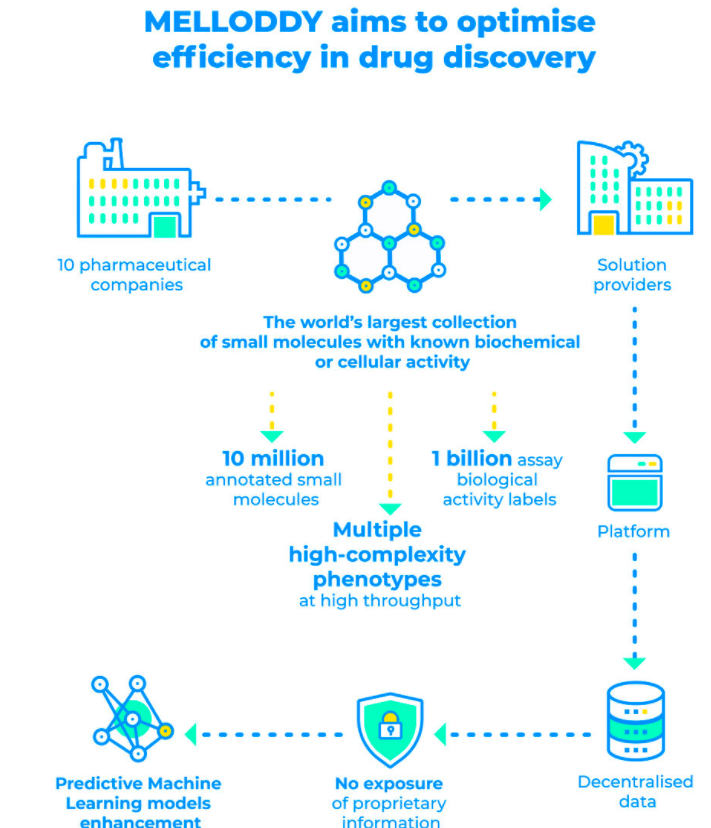 MELLODDY aims to optimise
efficiency in drug discovery
10 pharmaceutical
companies
Solution
providers
The world's largest collection
of small molecules with known biochemical
or cellular activity
10 million
annotated small
molecules
1 billion assay
biological
activity labels
Multiple
high-complexity
phenotypes
at high throughput
Platform
Decentralised
data
No exposure
of proprietary
information
Predictive Machine
Learning models
enhancement